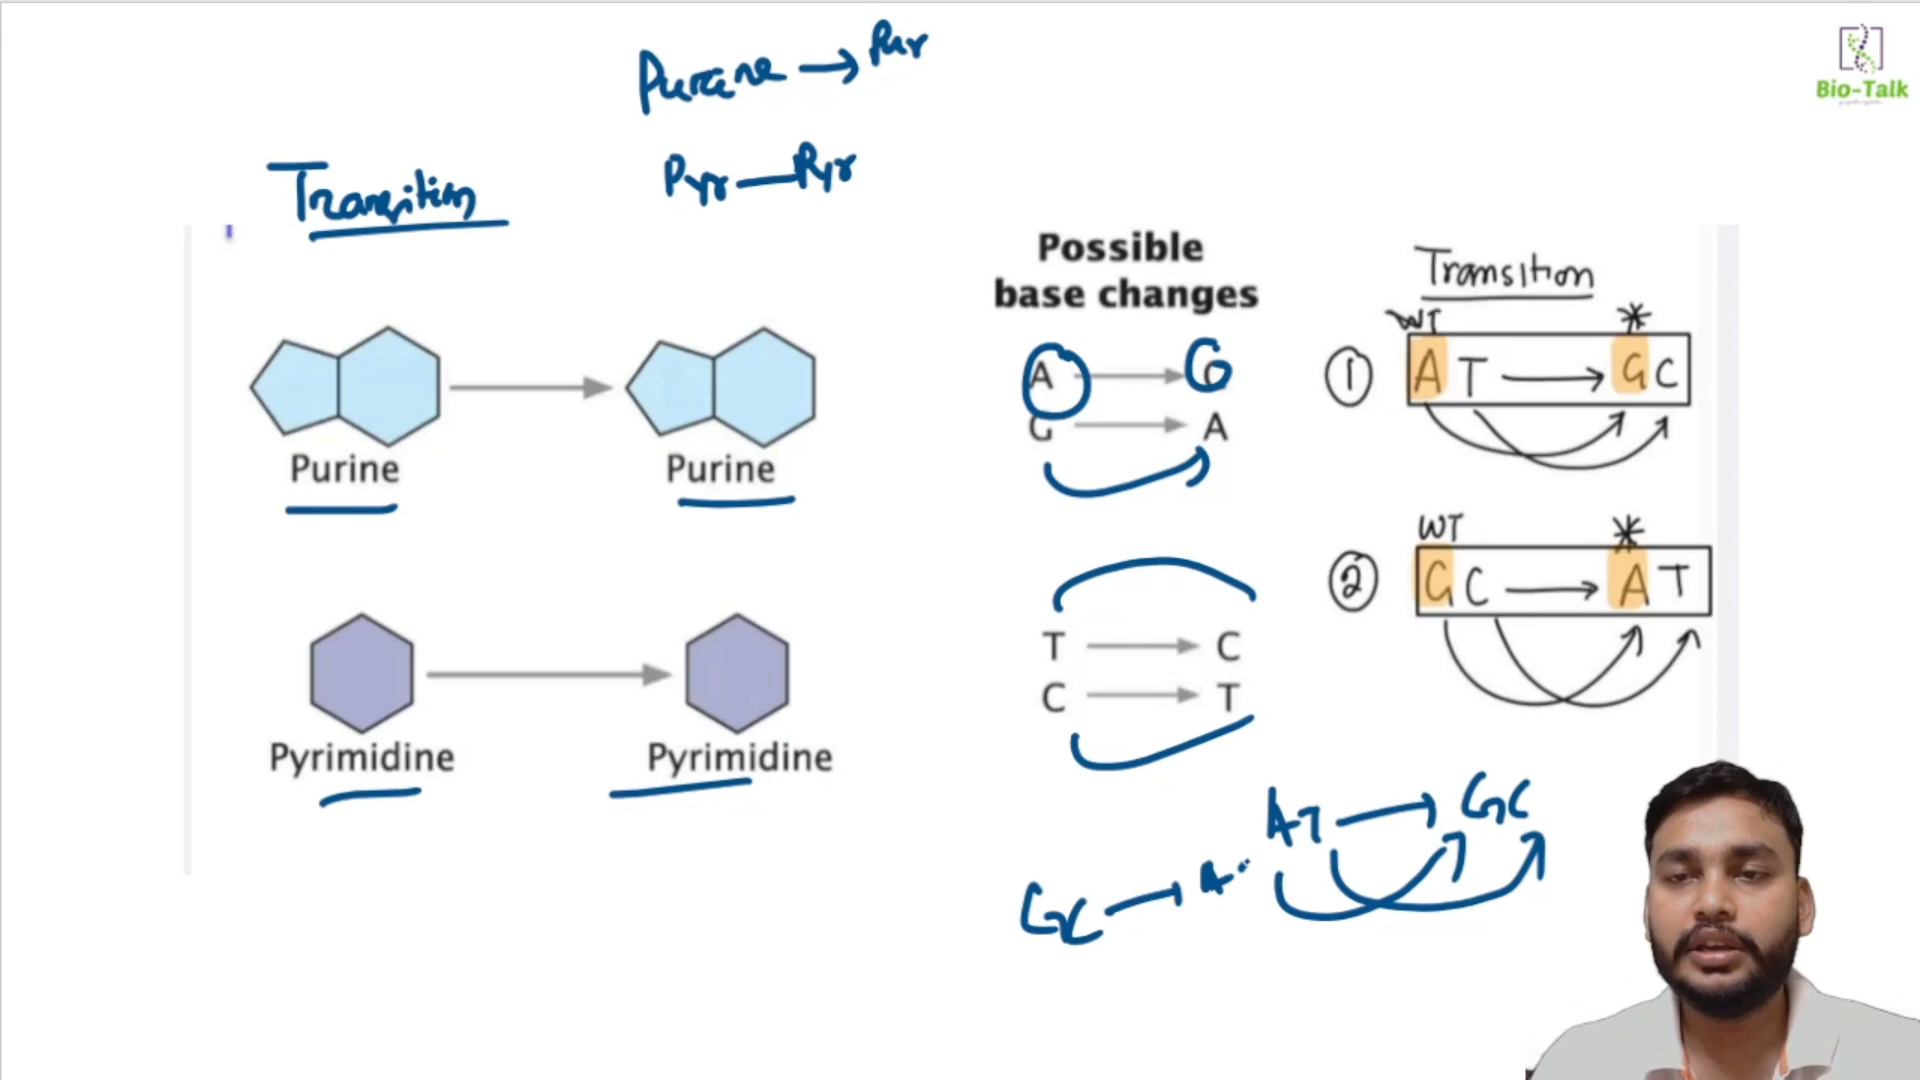 Purine → Pur
Bio-Talk
Pyr — Pyr
Transition
Possible
base changes
Transition
WT *
A → G
① A T → G C
G → A
Purine → Purine
WT *
② G C → A T
T → C
C → T
Pyrimidine → Pyrimidine
AT → GC
GC → A